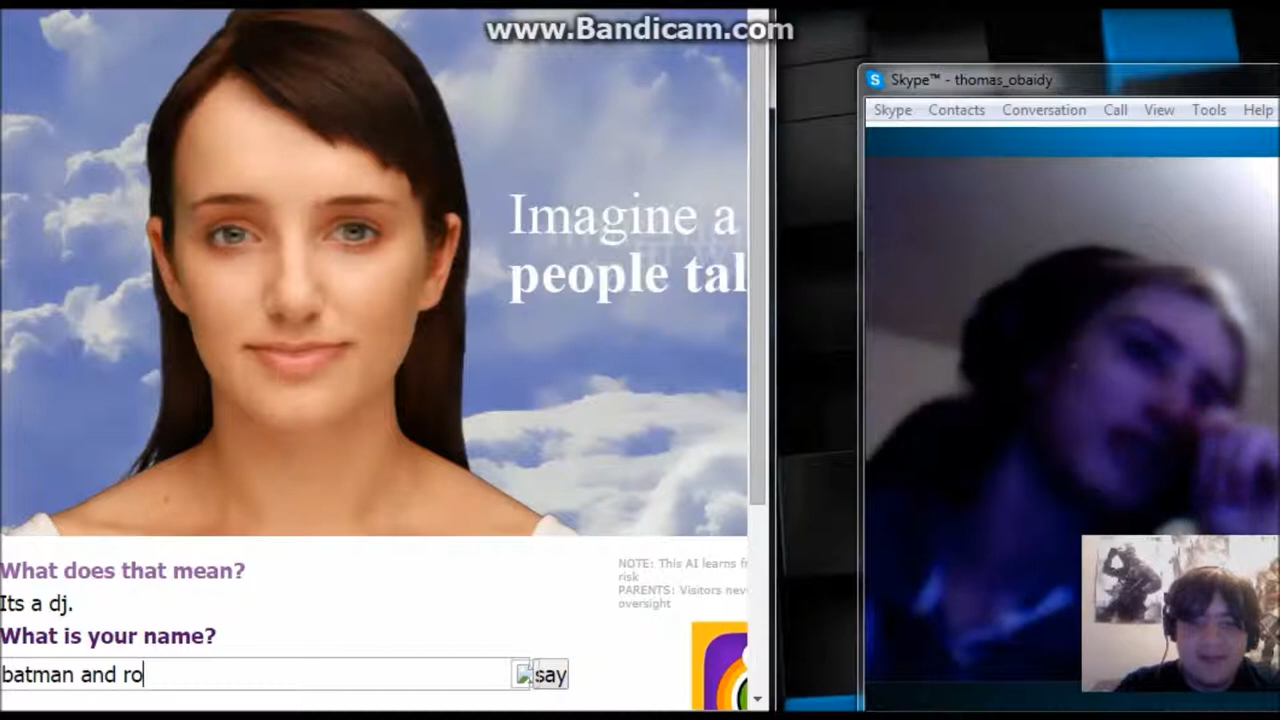 www.Bandicam.com
Skype™ - thomas_obaidy
Skype Contacts Conversation Call View Tools Help
Imagine a
people tal
What does that mean?
Its a dj.
What is your name?
batman and ro
say
NOTE: This AI learns fr
risk
PARENTS: Visitors neve
oversight